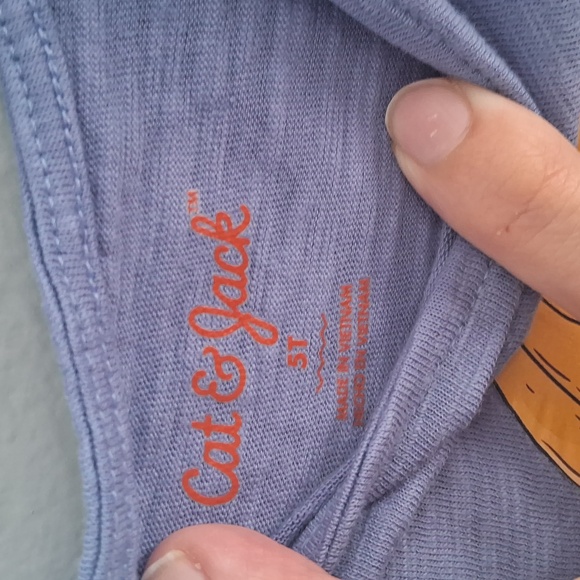 Cat & Jack™
5T
MADE IN VIETNAM
HECHO EN VIETNAM